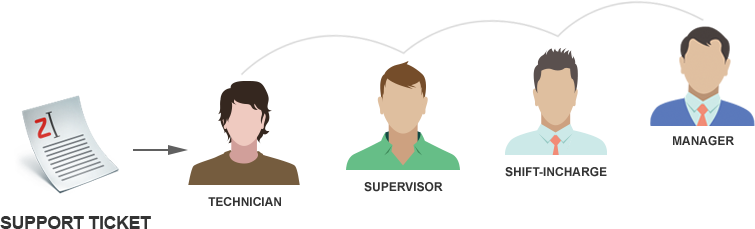 Z
SUPPORT TICKET
TECHNICIAN
SUPERVISOR
SHIFT-INCHARGE
MANAGER